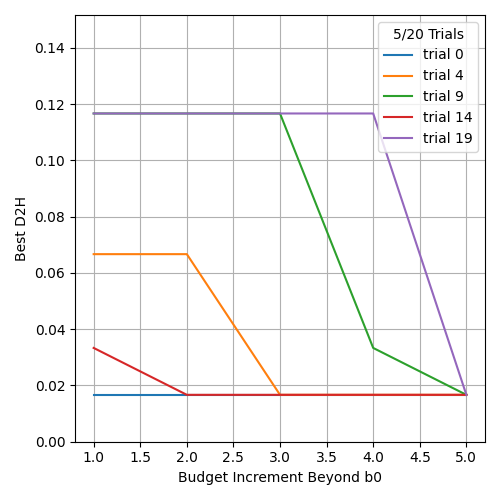 5/20 Trials
trial 0
trial 4
trial 9
trial 14
trial 19
0.14
0.12
0.10
0.08
0.06
0.04
0.02
0.00
Best D2H
1.0 1.5 2.0 2.5 3.0 3.5 4.0 4.5 5.0
Budget Increment Beyond b0